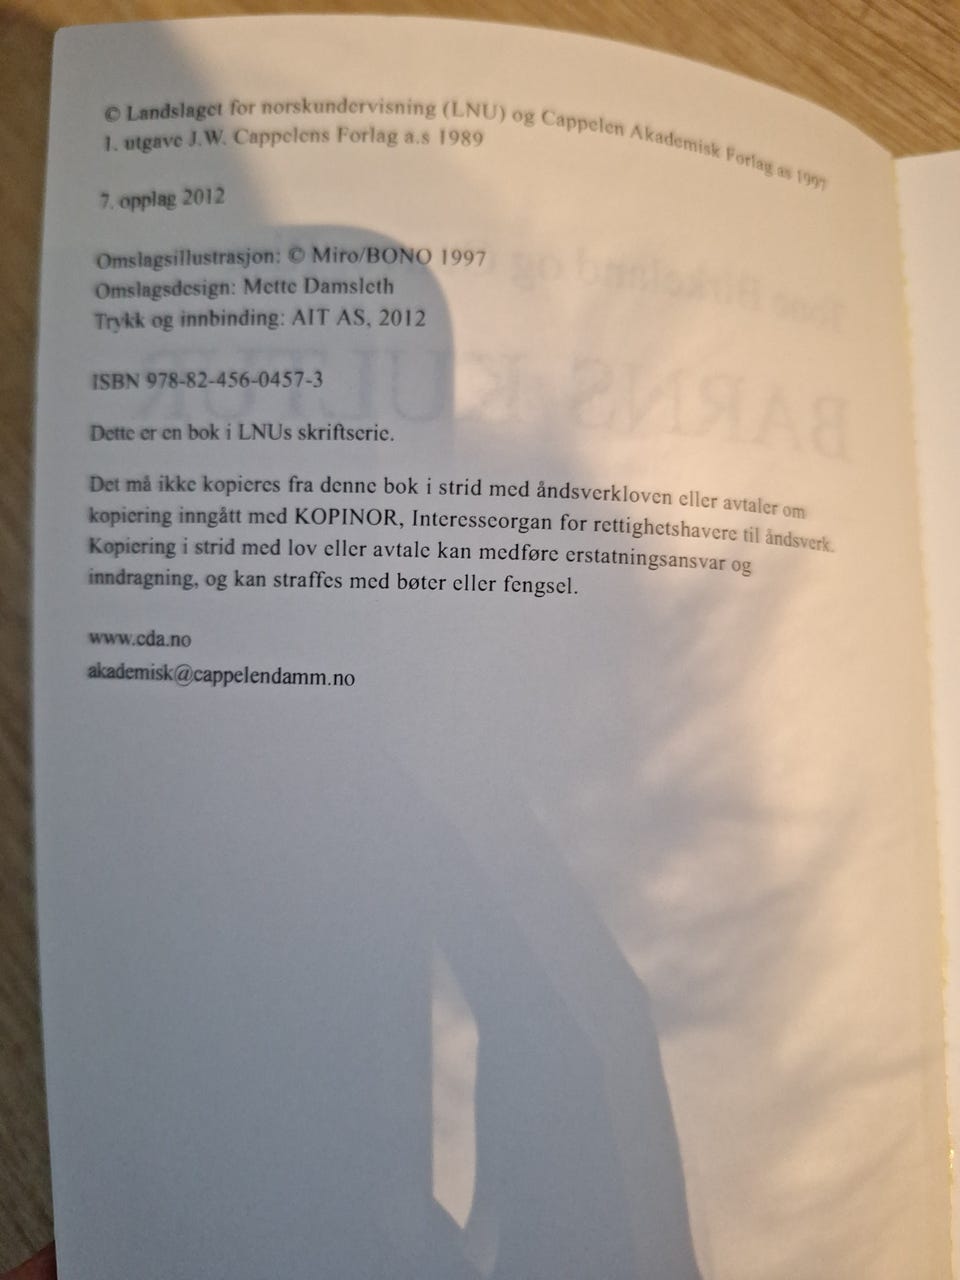 © Landslaget for norskundervisning (LNU) og Cappelen Akademisk Forlag as 1997
1. utgave J.W. Cappelens Forlag a.s 1989
7. opplag 2012
Omslagsillustrasjon: © Miro/BONO 1997
Omslagsdesign: Mette Damsleth
Trykk og innbinding: AIT AS, 2012
ISBN 978-82-456-0457-3
Dette er en bok i LNUs skriftserie.
Det må ikke kopieres fra denne bok i strid med åndsverkloven eller avtaler om
kopiering inngått med KOPINOR, Interesseorgan for rettighetshavere til åndsverk.
Kopiering i strid med lov eller avtale kan medføre erstatningsansvar og
inndragning, og kan straffes med bøter eller fengsel.
www.cda.no
akademisk@cappelendamm.no
BARNS KULTUR